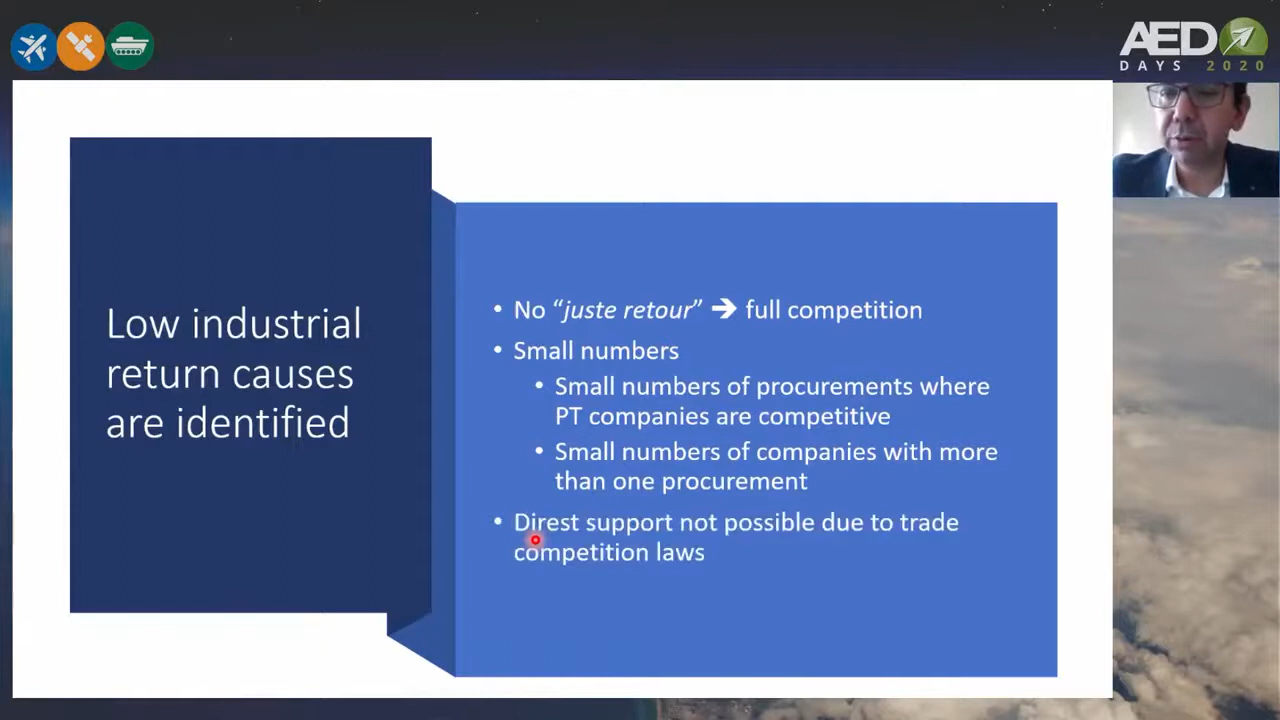 AED
DAYS 2020
Low industrial
return causes
are identified
• No “juste retour” ➔ full competition
• Small numbers
• Small numbers of procurements where
PT companies are competitive
• Small numbers of companies with more
than one procurement
• Direst support not possible due to trade
competition laws